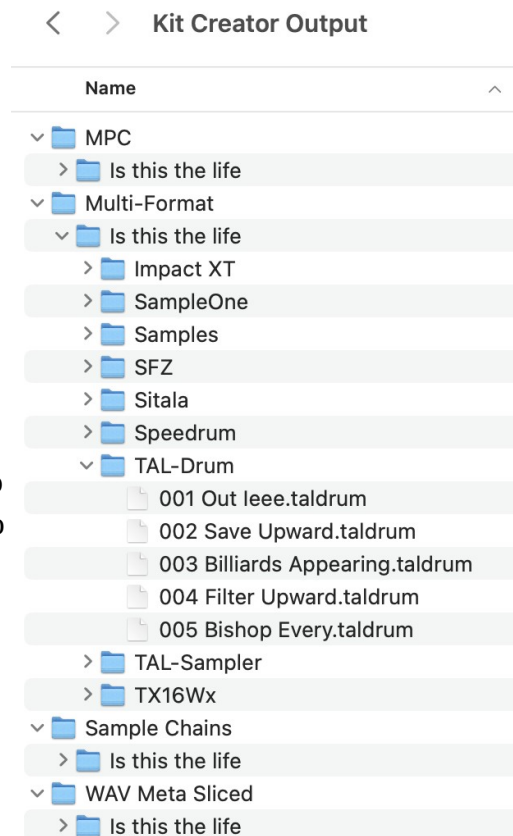 Kit Creator Output
Name
MPC
Is this the life
Multi-Format
Is this the life
Impact XT
SampleOne
Samples
SFZ
Sitala
Speedrum
TAL-Drum
001 Out Ieee.taldrum
002 Save Upward.taldrum
003 Billiards Appearing.taldrum
004 Filter Upward.taldrum
005 Bishop Every.taldrum
TAL-Sampler
TX16Wx
Sample Chains
Is this the life
WAV Meta Sliced
Is this the life